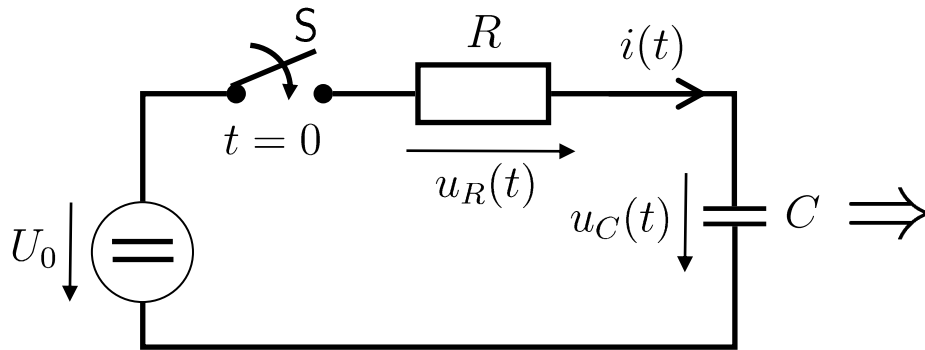 S
R
i(t)
t = 0
u_R(t)
u_C(t)
C ⇒
U_0